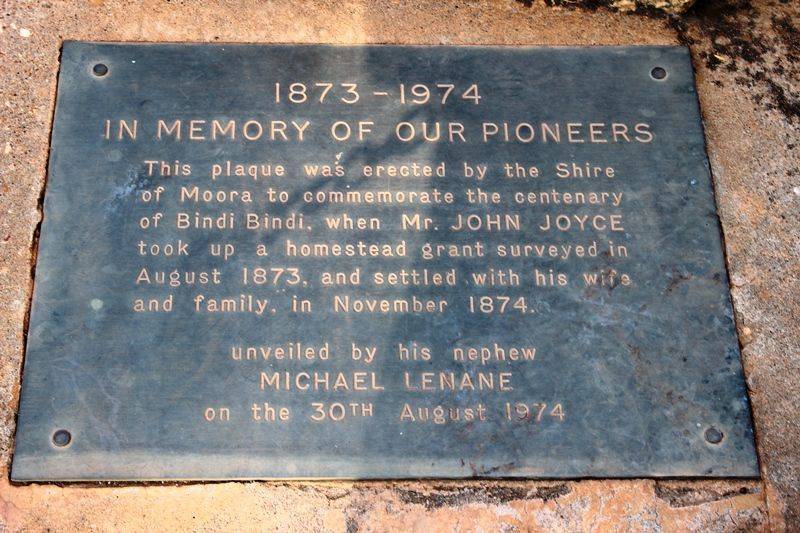 1873 - 1974
IN MEMORY OF OUR PIONEERS
This plaque was erected by the Shire
of Moora to commemorate the centenary
of Bindi Bindi, when Mr. JOHN JOYCE
took up a homestead grant surveyed in
August 1873, and settled with his wife
and family, in November 1874.
unveiled by his nephew
MICHAEL LENANE
on the 30TH August 1974